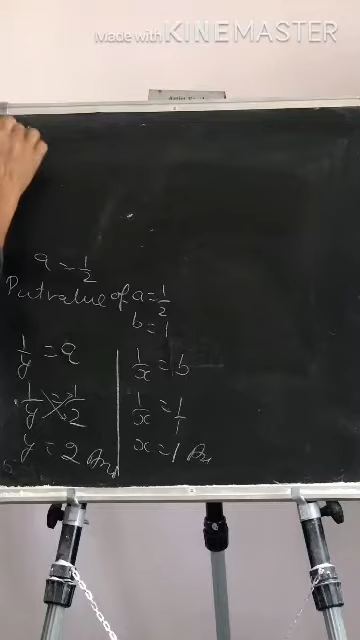 Made with KINEMASTER
a = 1/2
Put value of a = 1/2
b = 1
1/y = a
1/y = 1/2
y = 2 Ans
1/x = b
1/x = 1/1
x = 1 Ans